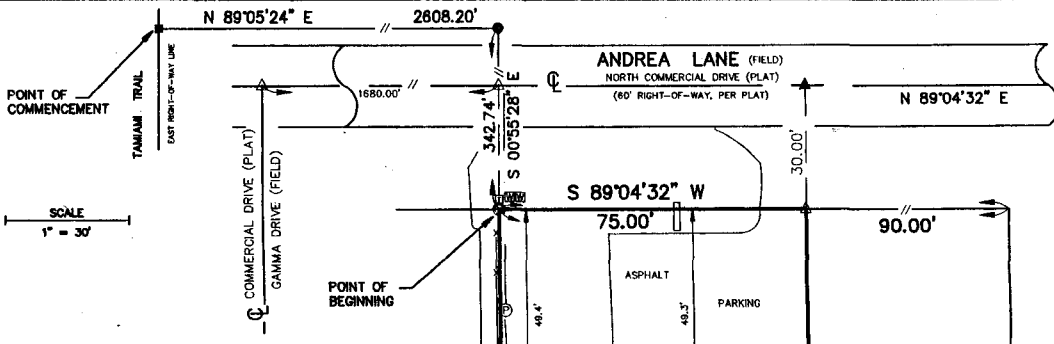 N 89°05'24" E
2608.20'
POINT OF
COMMENCEMENT
TAMIAMI TRAIL
EAST RIGHT-OF-WAY LINE
ANDREA LANE (FIELD)
NORTH COMMERCIAL DRIVE (PLAT)
(60' RIGHT-OF-WAY, PER PLAT)
1680.00'
N 89°04'32" E
342.74'
S 00°55'28" E
30.00'
SCALE
1" = 30'
COMMERCIAL DRIVE (PLAT)
GAMMA DRIVE (FIELD)
S 89°04'32" W
75.00'
90.00'
POINT OF
BEGINNING
ASPHALT
PARKING
P
49.4'
49.3'